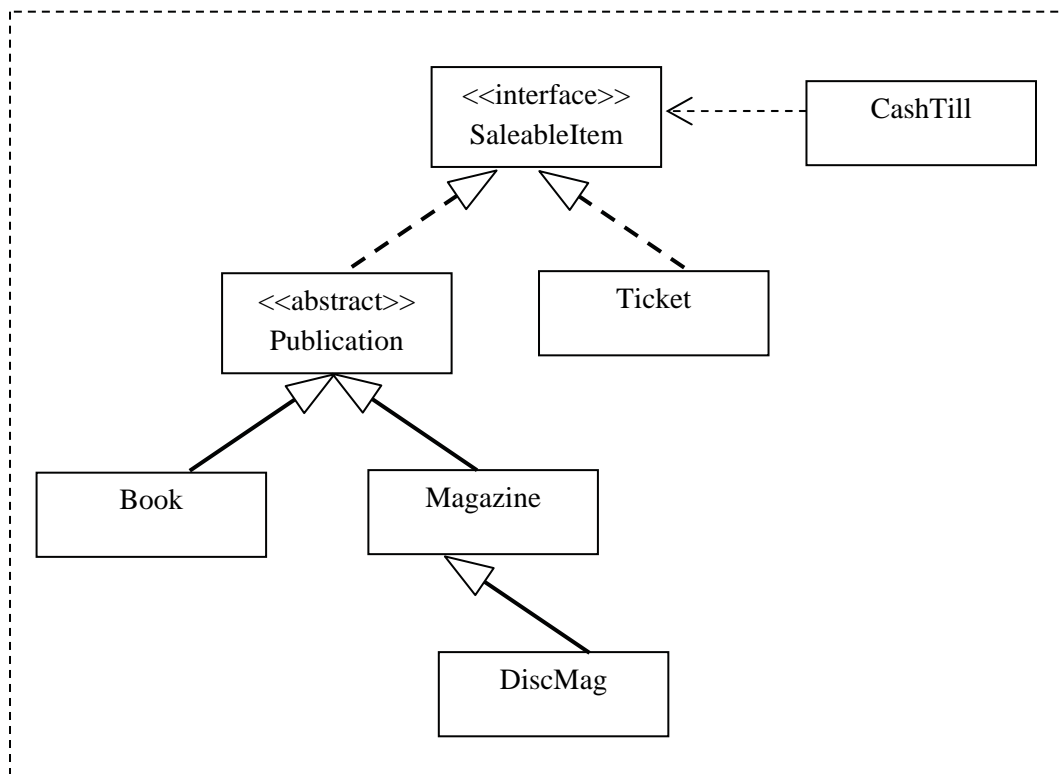 <<interface>>
SaleableItem
CashTill
<<abstract>>
Publication
Ticket
Book
Magazine
DiscMag